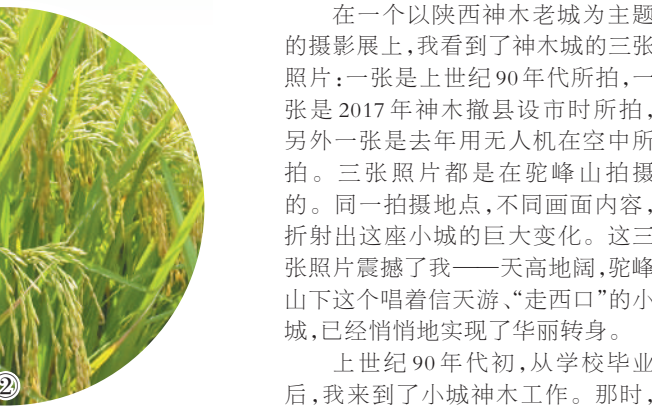 在一个以陕西神木老城为主题
的摄影展上,我看到了神木城的三张
照片:一张是上世纪90年代所拍,一
张是2017年神木撤县设市时所拍,
另外一张是去年用无人机在空中所
拍。三张照片都是在驼峰山拍摄
的。同一拍摄地点,不同画面内容,
折射出这座小城的巨大变化。这三
张照片震撼了我——天高地阔,驼峰
山下这个唱着信天游、“走西口”的小
城,已经悄悄地实现了华丽转身。
上世纪90年代初,从学校毕业
后,我来到了小城神木工作。那时,
②